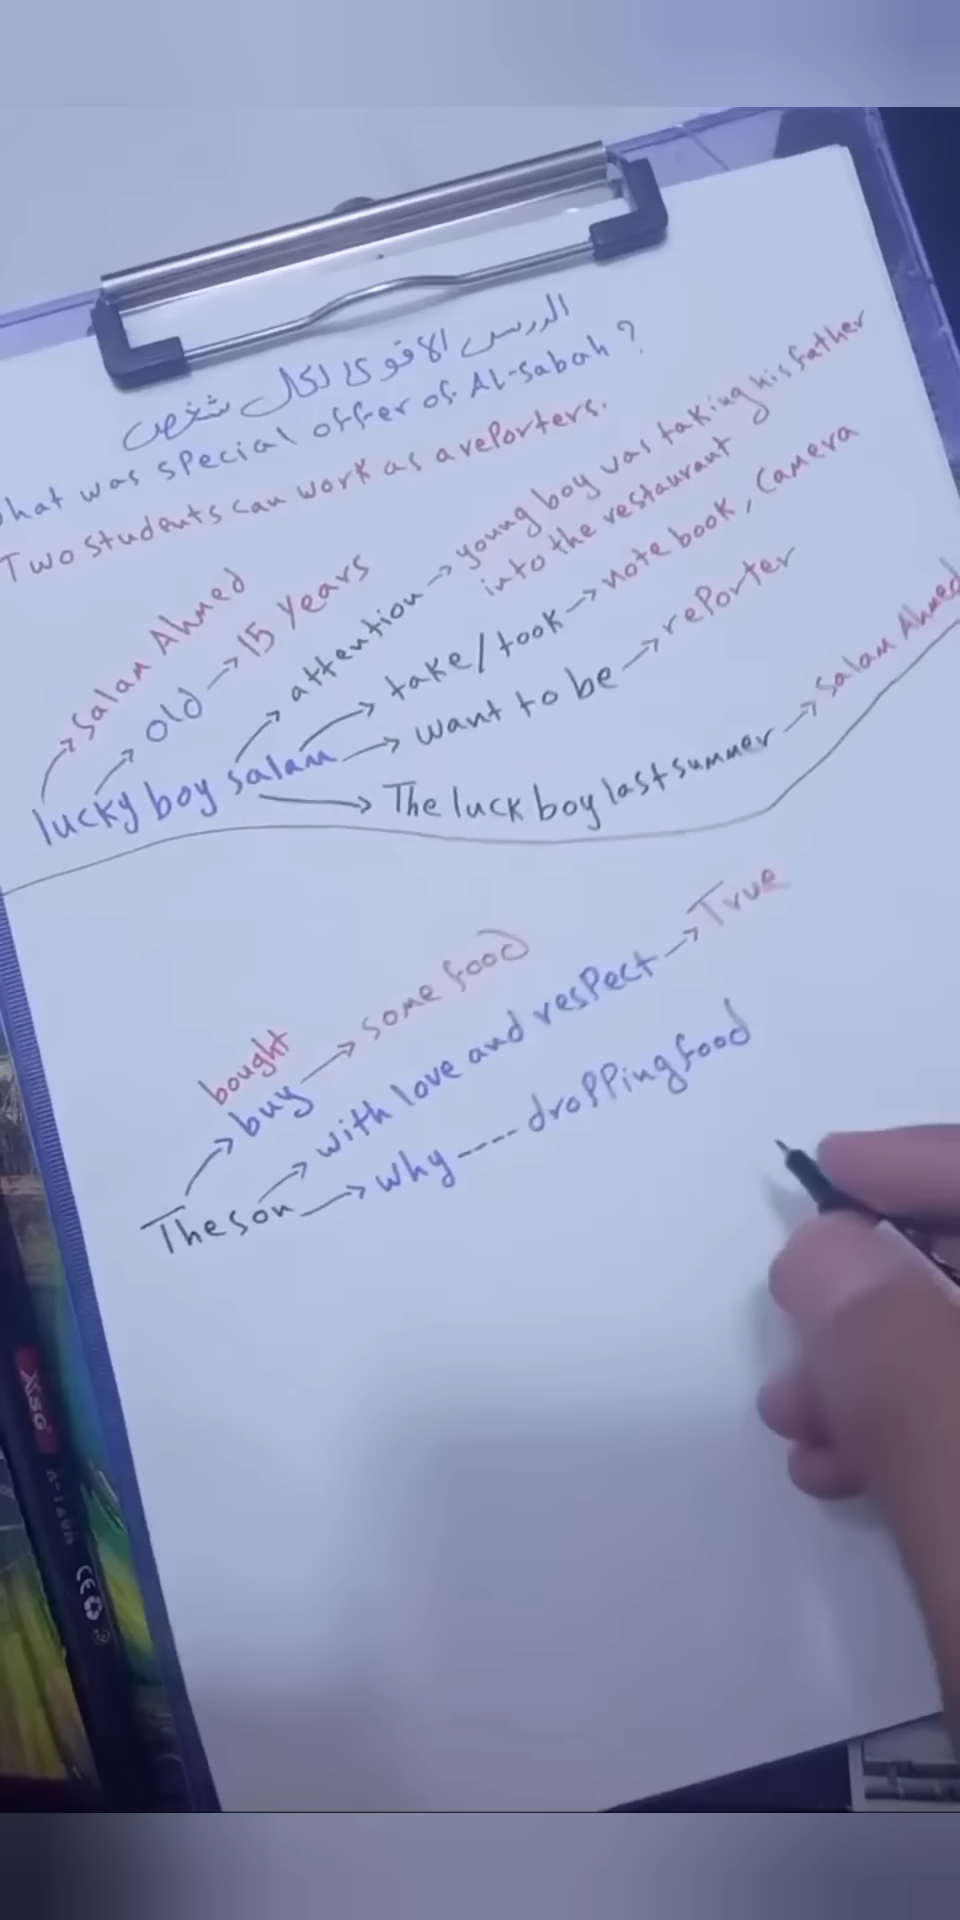 الدرس الاقوى لكل شخص
what was special offer of Al-Sabah ?
Two students can work as a reporters.
Salam Ahmed
old → 15 years
attention → young boy was taking his father
into the restaurant
take/took → note book, camera
want to be → reporter
lucky boy salam
The luck boy last summer → Salam Ahmed
bought
buy → some food
with love and respect → True
The son → why ---- dropping food
XSG
A-120A
CE